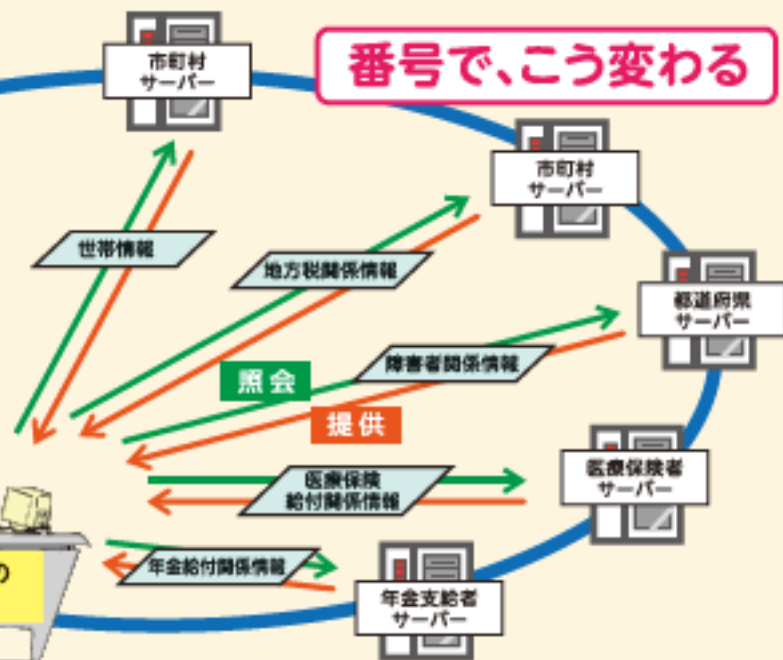 番号で、こう変わる
市町村
サーバー
市町村
サーバー
都道府県
サーバー
医療保険者
サーバー
年金支給者
サーバー
世帯情報
地方税関係情報
障害者関係情報
照会
提供
医療保険
給付関係情報
年金給付関係情報
の